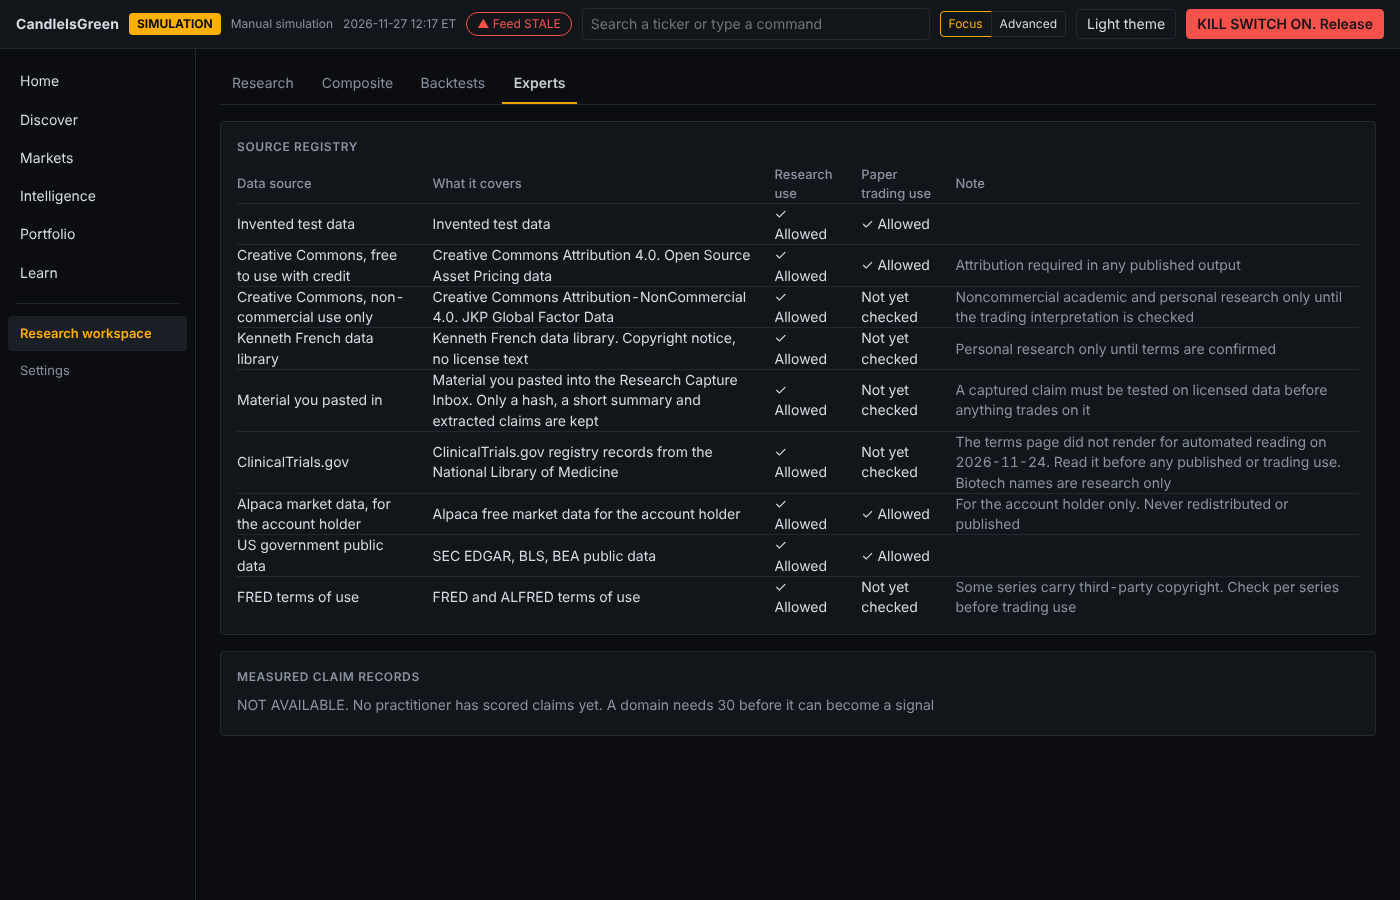 CandleIsGreen
SIMULATION
Manual simulation
2026-11-27 12:17 ET
▲ Feed STALE
Search a ticker or type a command
Focus
Advanced
Light theme
KILL SWITCH ON. Release
Home
Discover
Markets
Intelligence
Portfolio
Learn
Research workspace
Settings
Research
Composite
Backtests
Experts
SOURCE REGISTRY
Data source
What it covers
Research
use
Paper
trading use
Note
Invented test data
Invented test data
✓
Allowed
✓ Allowed
Creative Commons, free
to use with credit
Creative Commons Attribution 4.0. Open Source
Asset Pricing data
✓
Allowed
✓ Allowed
Attribution required in any published output
Creative Commons, non-
commercial use only
Creative Commons Attribution-NonCommercial
4.0. JKP Global Factor Data
✓
Allowed
Not yet
checked
Noncommercial academic and personal research only until
the trading interpretation is checked
Kenneth French data
library
Kenneth French data library. Copyright notice,
no license text
✓
Allowed
Not yet
checked
Personal research only until terms are confirmed
Material you pasted in
Material you pasted into the Research Capture
Inbox. Only a hash, a short summary and
extracted claims are kept
✓
Allowed
Not yet
checked
A captured claim must be tested on licensed data before
anything trades on it
ClinicalTrials.gov
ClinicalTrials.gov registry records from the
National Library of Medicine
✓
Allowed
Not yet
checked
The terms page did not render for automated reading on
2026-11-24. Read it before any published or trading use.
Biotech names are research only
Alpaca market data, for
the account holder
Alpaca free market data for the account holder
✓
Allowed
✓ Allowed
For the account holder only. Never redistributed or
published
US government public
data
SEC EDGAR, BLS, BEA public data
✓
Allowed
✓ Allowed
FRED terms of use
FRED and ALFRED terms of use
✓
Allowed
Not yet
checked
Some series carry third-party copyright. Check per series
before trading use
MEASURED CLAIM RECORDS
NOT AVAILABLE. No practitioner has scored claims yet. A domain needs 30 before it can become a signal